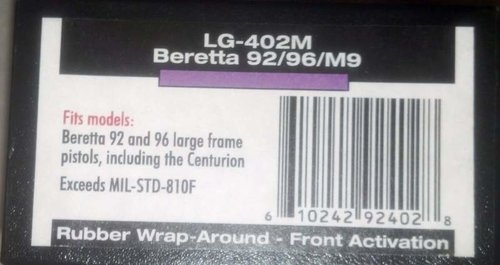 LG-402M
Beretta 92/96/M9
Fits models:
Beretta 92 and 96 large frame
pistols, including the Centurion
Exceeds MIL-STD-810F
6 10242 92402 8
Rubber Wrap-Around - Front Activation